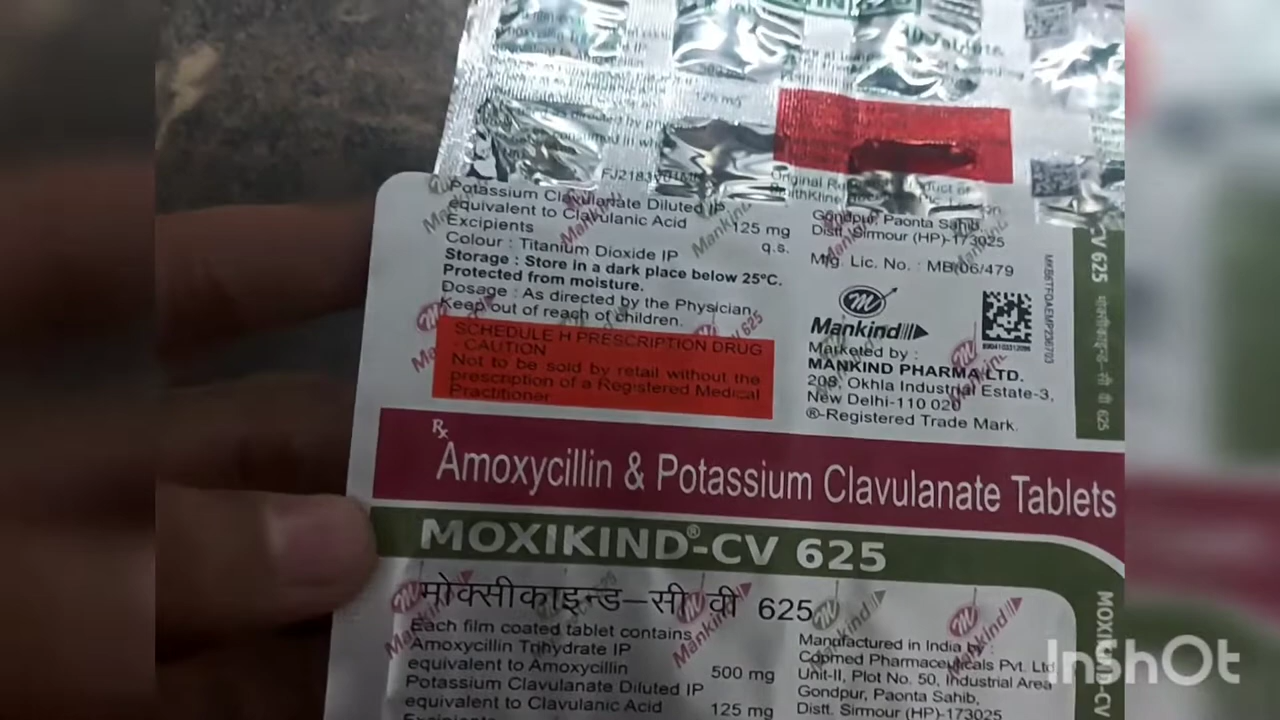 10 Tablets
125 mg
Potassium Clavulanate Diluted IP
equivalent to Clavulanic Acid 125 mg
Excipients q.s.
Colour : Titanium Dioxide IP
Storage : Store in a dark place below 25°C.
Protected from moisture.
Dosage : As directed by the Physician.
Keep out of reach of children.
SCHEDULE H PRESCRIPTION DRUG
- CAUTION
Not to be sold by retail without the
prescription of a Registered Medical
Practitioner
Gondpur, Paonta Sahib,
Distt. Sirmour (HP)-173025
Mfg. Lic. No. : MB/06/479
Mankind
Marketed by :
MANKIND PHARMA LTD.
208, Okhla Industrial Estate-3,
New Delhi-110 020
®-Registered Trade Mark.
CV 625
Rx
Amoxycillin & Potassium Clavulanate Tablets
MOXIKIND®-CV 625
मोक्सीकाइन्ड-सी वी 625
Each film coated tablet contains
Amoxycillin Trihydrate IP
equivalent to Amoxycillin 500 mg
Potassium Clavulanate Diluted IP
equivalent to Clavulanic Acid 125 mg
Manufactured in India by
Copmed Pharmaceuticals Pvt. Ltd
Unit-II, Plot No. 50, Industrial Area
Gondpur, Paonta Sahib,
Distt. Sirmour (HP)-173025
MOXIKIND-CV
InShOt